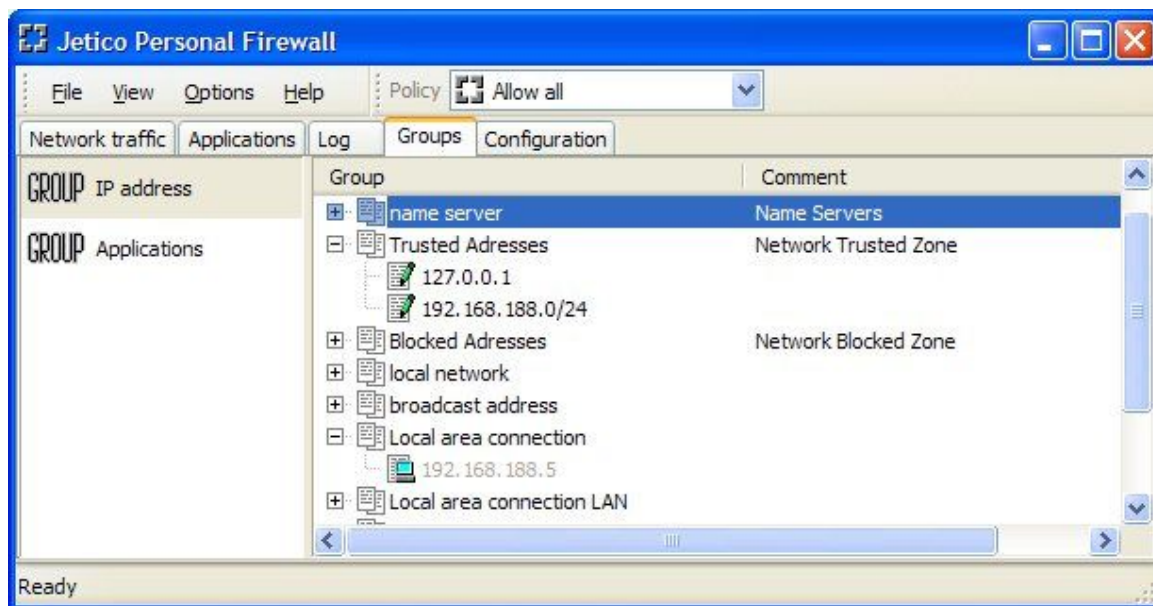 Jetico Personal Firewall
File View Options Help Policy Allow all
Network traffic Applications Log Groups Configuration
GROUP IP address
GROUP Applications
Group Comment
name server Name Servers
Trusted Adresses Network Trusted Zone
127.0.0.1
192.168.188.0/24
Blocked Adresses Network Blocked Zone
local network
broadcast address
Local area connection
192.168.188.5
Local area connection LAN
Ready